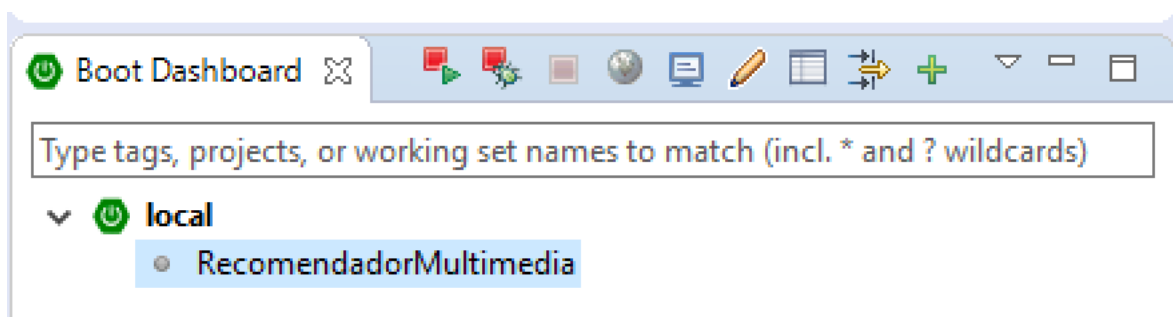 Boot Dashboard
Type tags, projects, or working set names to match (incl. * and ? wildcards)
local
RecomendadorMultimedia